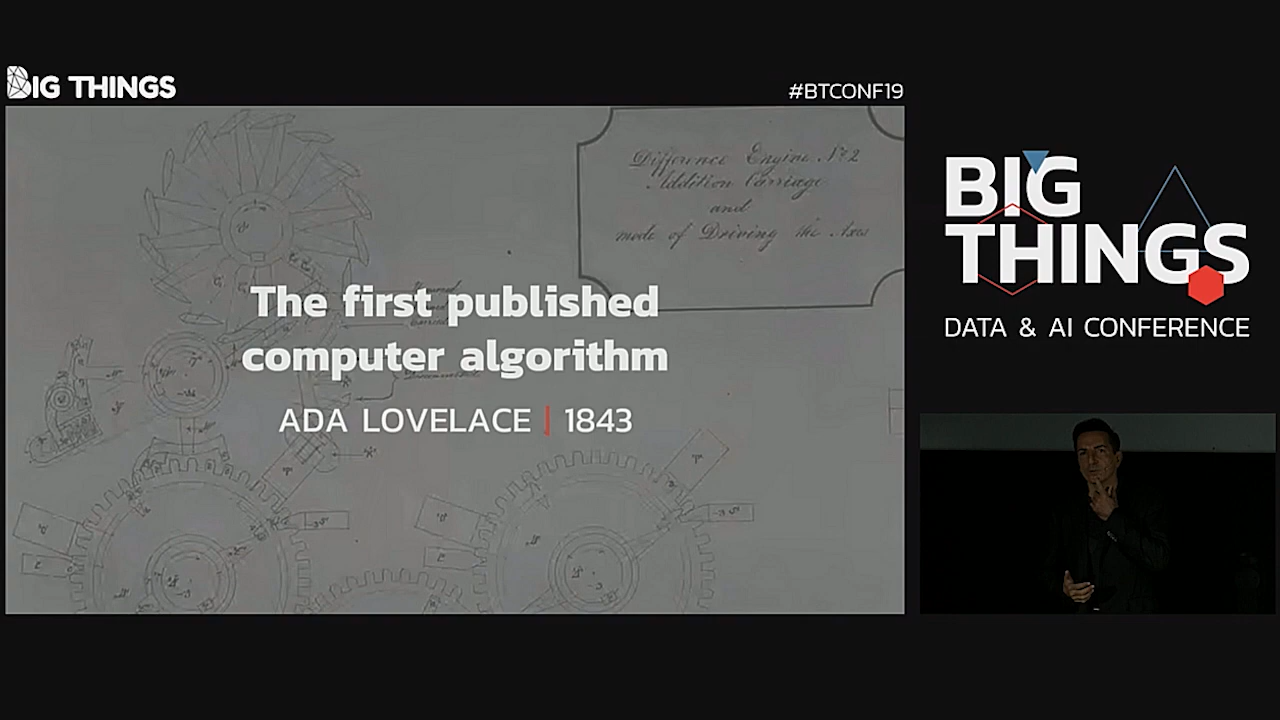 BIG THINGS
#BTCONF19
Difference Engine No 2
Addition Carriage
and
mode of Driving the Axes
The first published
computer algorithm
ADA LOVELACE | 1843
BIG
THINGS
DATA & AI CONFERENCE